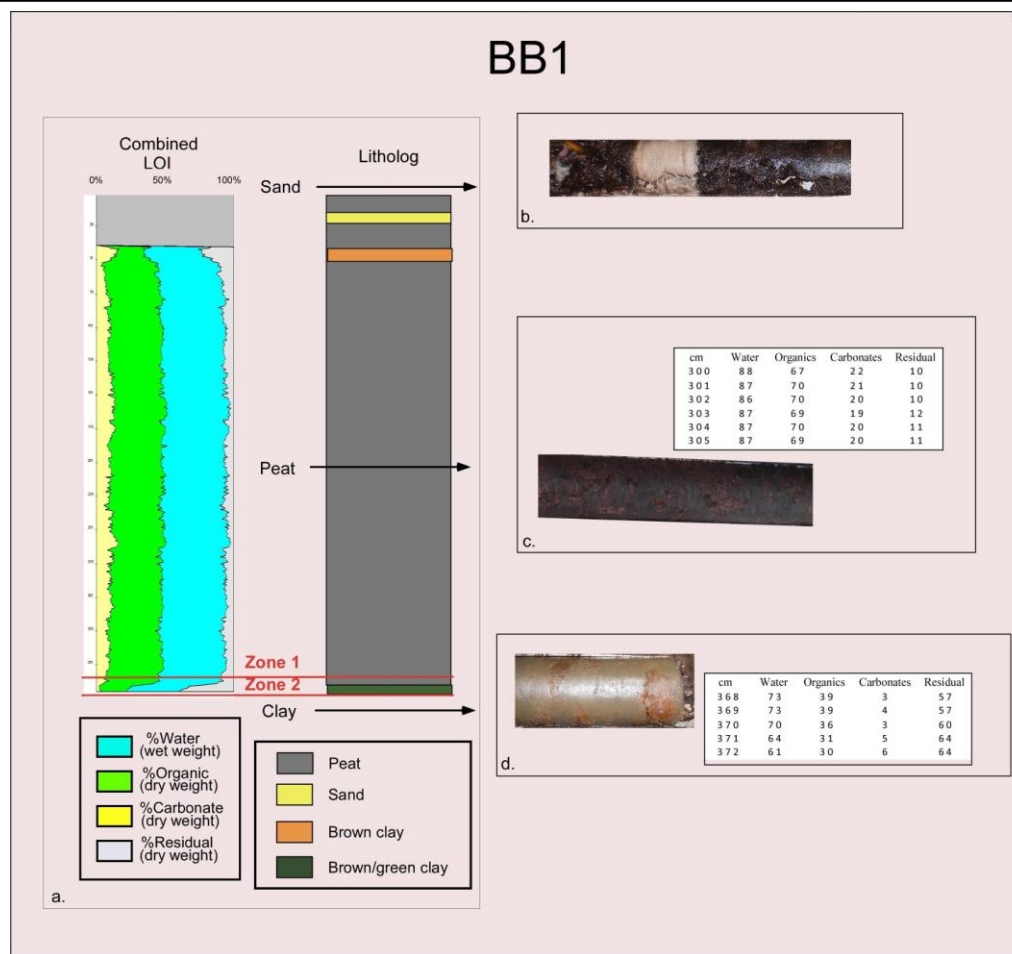 BB1
Combined
LOI
0% 50% 100%
Litholog
Sand
Peat
Zone 1
Zone 2
Clay
%Water
(wet weight)
%Organic
(dry weight)
%Carbonate
(dry weight)
%Residual
(dry weight)
Peat
Sand
Brown clay
Brown/green clay
a.
b.
cm Water Organics Carbonates Residual
300 88 67 22 10
301 87 70 21 10
302 86 70 20 10
303 87 69 19 12
304 87 70 20 11
305 87 69 20 11
c.
cm Water Organics Carbonates Residual
368 73 39 3 57
369 73 39 4 57
370 70 36 3 60
371 64 31 5 64
372 61 30 6 64
d.